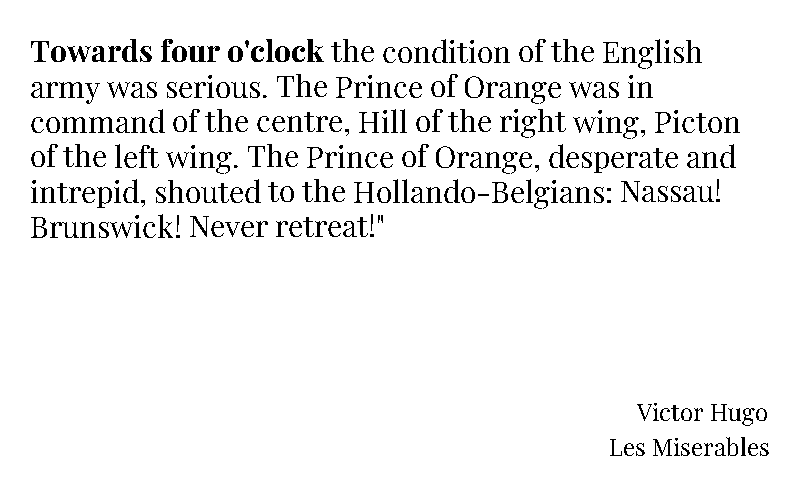 Towards four o'clock the condition of the English
army was serious. The Prince of Orange was in
command of the centre, Hill of the right wing, Picton
of the left wing. The Prince of Orange, desperate and
intrepid, shouted to the Hollando-Belgians: Nassau!
Brunswick! Never retreat!"
Victor Hugo
Les Miserables